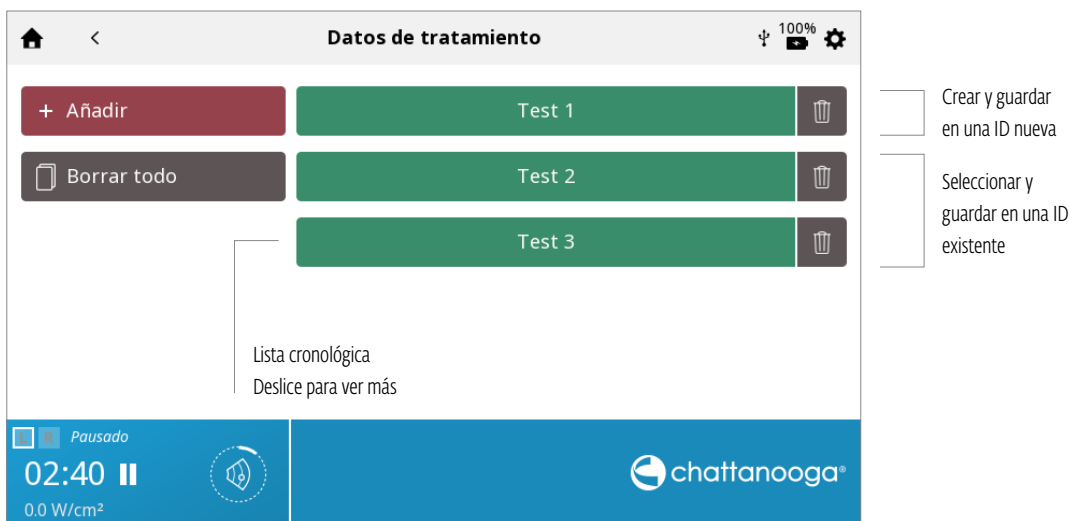 Datos de tratamiento
100%
+ Añadir
Test 1
Crear y guardar
en una ID nueva
Borrar todo
Test 2
Seleccionar y
guardar en una ID
existente
Test 3
Lista cronológica
Deslice para ver más
L R Pausado
02:40
0.0 W/cm²
chattanooga®